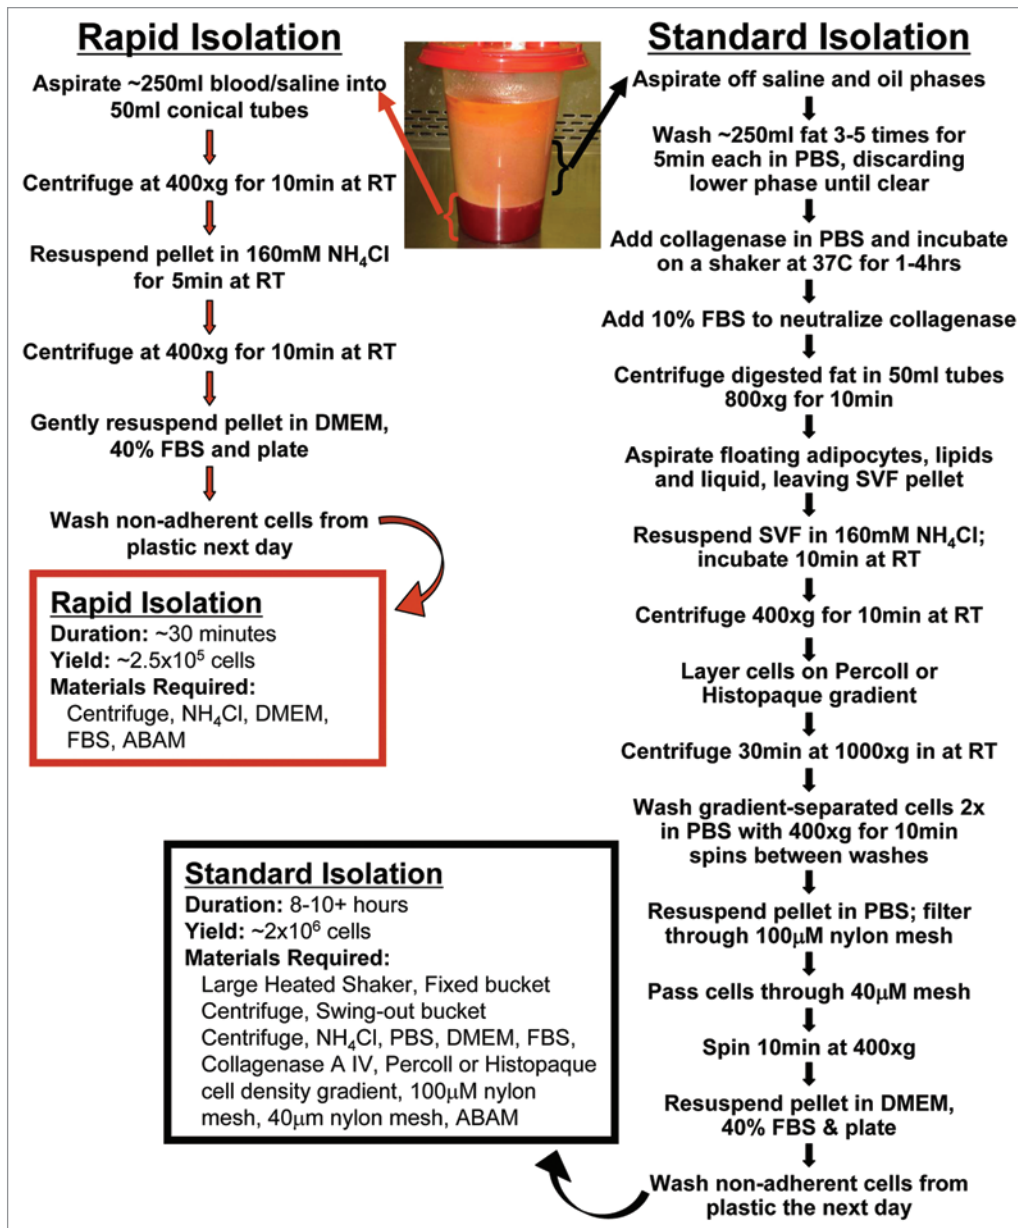 Rapid Isolation
Aspirate ~250ml blood/saline into
50ml conical tubes
Centrifuge at 400xg for 10min at RT
Resuspend pellet in 160mM NH₄Cl
for 5min at RT
Centrifuge at 400xg for 10min at RT
Gently resuspend pellet in DMEM,
40% FBS and plate
Wash non-adherent cells from
plastic next day
Rapid Isolation
Duration: ~30 minutes
Yield: ~2.5x10⁵ cells
Materials Required:
Centrifuge, NH₄Cl, DMEM,
FBS, ABAM
Standard Isolation
Aspirate off saline and oil phases
Wash ~250ml fat 3-5 times for
5min each in PBS, discarding
lower phase until clear
Add collagenase in PBS and incubate
on a shaker at 37C for 1-4hrs
Add 10% FBS to neutralize collagenase
Centrifuge digested fat in 50ml tubes
800xg for 10min
Aspirate floating adipocytes, lipids
and liquid, leaving SVF pellet
Resuspend SVF in 160mM NH₄Cl;
incubate 10min at RT
Centrifuge 400xg for 10min at RT
Layer cells on Percoll or
Histopaque gradient
Centrifuge 30min at 1000xg in at RT
Wash gradient-separated cells 2x
in PBS with 400xg for 10min
spins between washes
Resuspend pellet in PBS; filter
through 100µM nylon mesh
Pass cells through 40µM mesh
Spin 10min at 400xg
Resuspend pellet in DMEM,
40% FBS & plate
Wash non-adherent cells from
plastic the next day
Standard Isolation
Duration: 8-10+ hours
Yield: ~2x10⁶ cells
Materials Required:
Large Heated Shaker, Fixed bucket
Centrifuge, Swing-out bucket
Centrifuge, NH₄Cl, PBS, DMEM, FBS,
Collagenase A IV, Percoll or Histopaque
cell density gradient, 100µM nylon
mesh, 40µm nylon mesh, ABAM